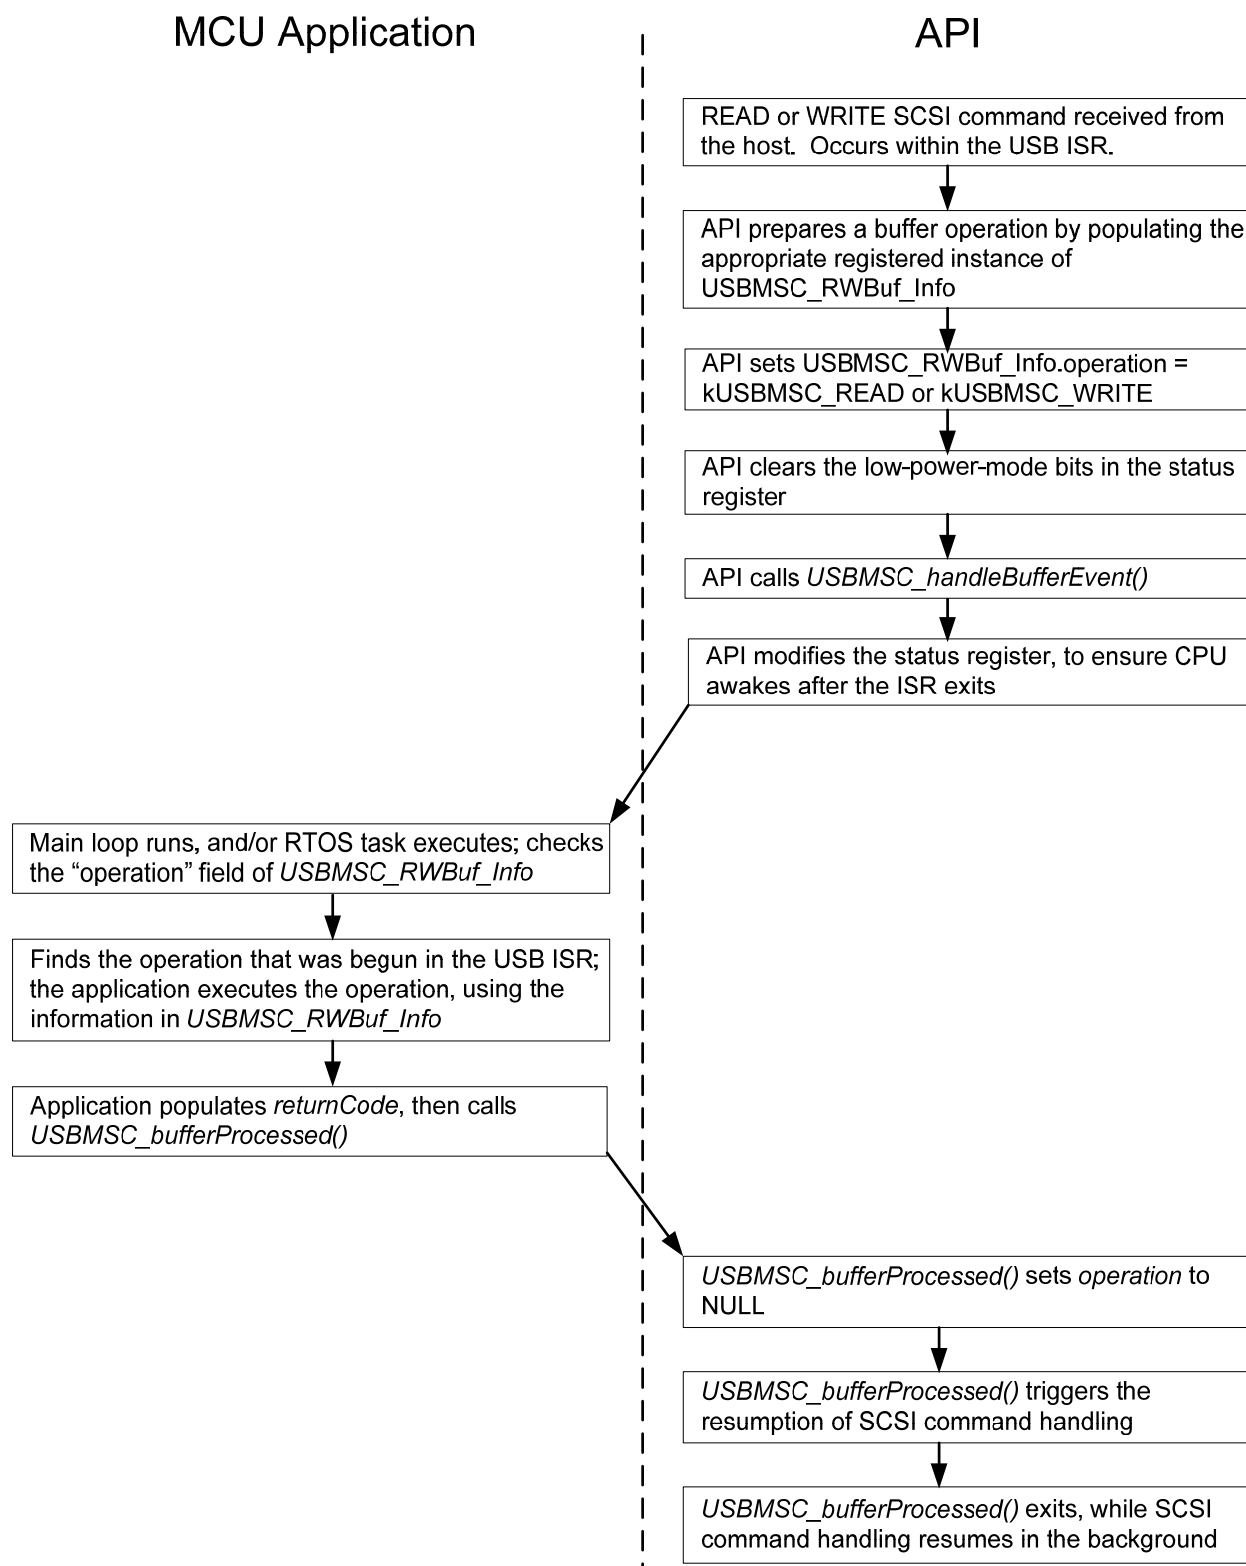 MCU Application
API
READ or WRITE SCSI command received from
the host.  Occurs within the USB ISR.
API prepares a buffer operation by populating the
appropriate registered instance of
USBMSC_RWBuf_Info
API sets USBMSC_RWBuf_Info.operation =
kUSBMSC_READ or kUSBMSC_WRITE
API clears the low-power-mode bits in the status
register
API calls USBMSC_handleBufferEvent()
API modifies the status register, to ensure CPU
awakes after the ISR exits
Main loop runs, and/or RTOS task executes; checks
the “operation” field of USBMSC_RWBuf_Info
Finds the operation that was begun in the USB ISR;
the application executes the operation, using the
information in USBMSC_RWBuf_Info
Application populates returnCode, then calls
USBMSC_bufferProcessed()
USBMSC_bufferProcessed() sets operation to
NULL
USBMSC_bufferProcessed() triggers the
resumption of SCSI command handling
USBMSC_bufferProcessed() exits, while SCSI
command handling resumes in the background